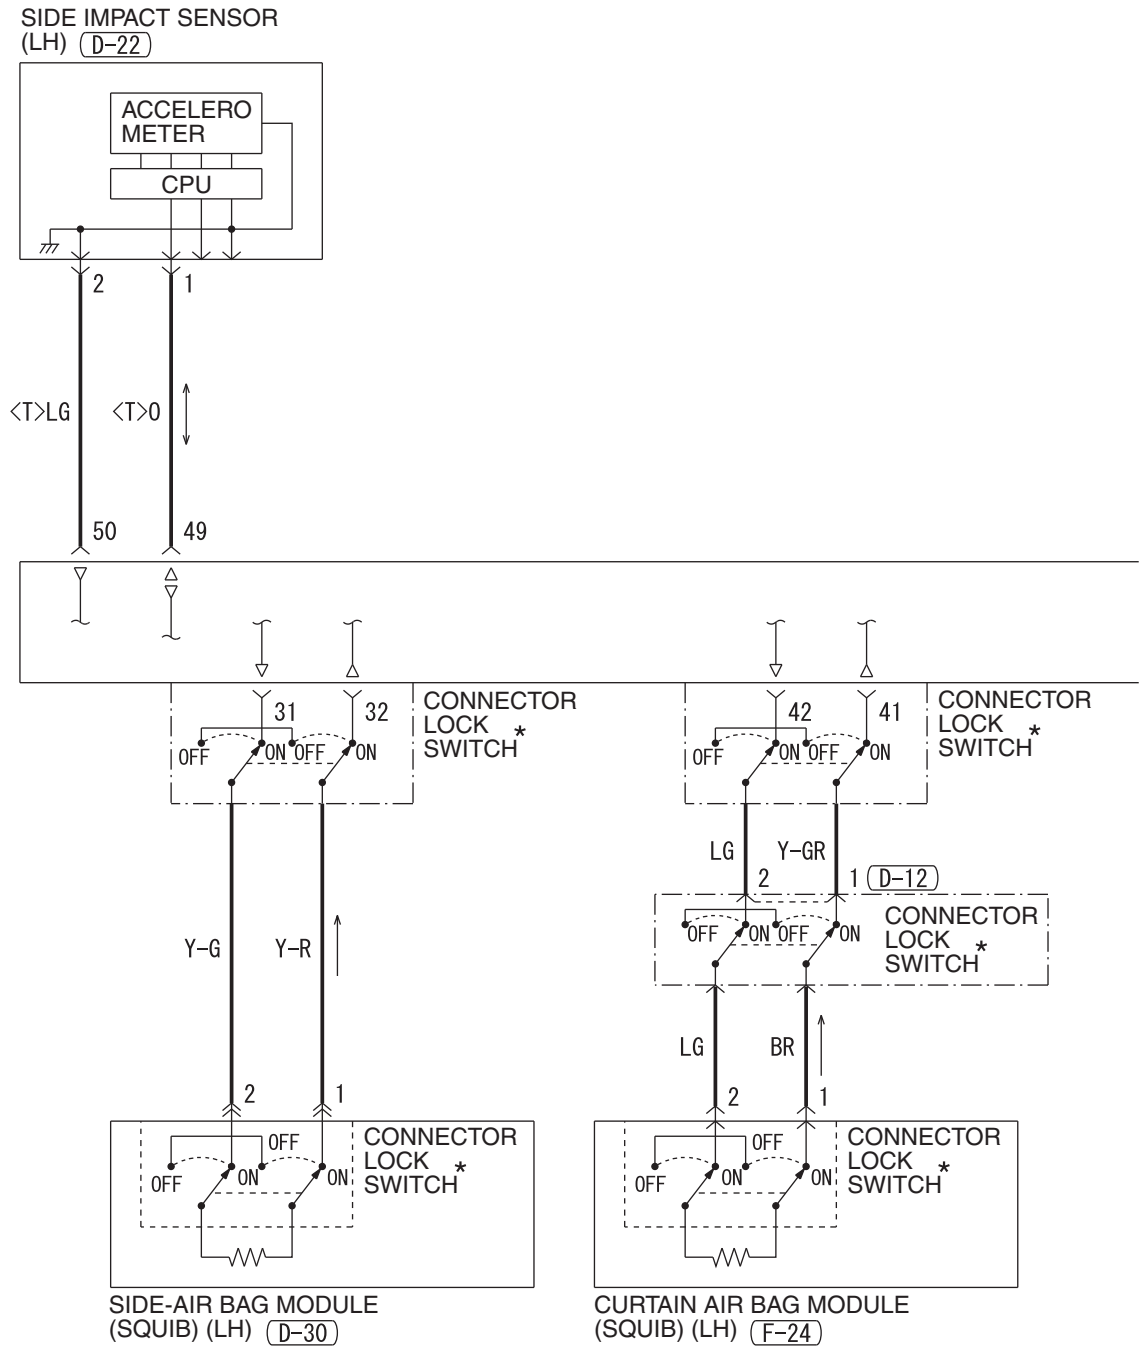 SIDE IMPACT SENSOR
(LH) D-22
ACCELERO
METER
CPU
2 1
<T>LG <T>O
50 49
31 32 CONNECTOR
LOCK
SWITCH*
OFF ON OFF ON
42 41 CONNECTOR
LOCK
SWITCH*
OFF ON OFF ON
LG Y-GR
2 1 D-12
CONNECTOR
LOCK
SWITCH*
OFF ON OFF ON
Y-G Y-R
LG BR
2 1
2 1
CONNECTOR
LOCK
SWITCH*
OFF ON OFF ON
CONNECTOR
LOCK
SWITCH*
OFF ON OFF ON
SIDE-AIR BAG MODULE
(SQUIB) (LH) D-30
CURTAIN AIR BAG MODULE
(SQUIB) (LH) F-24